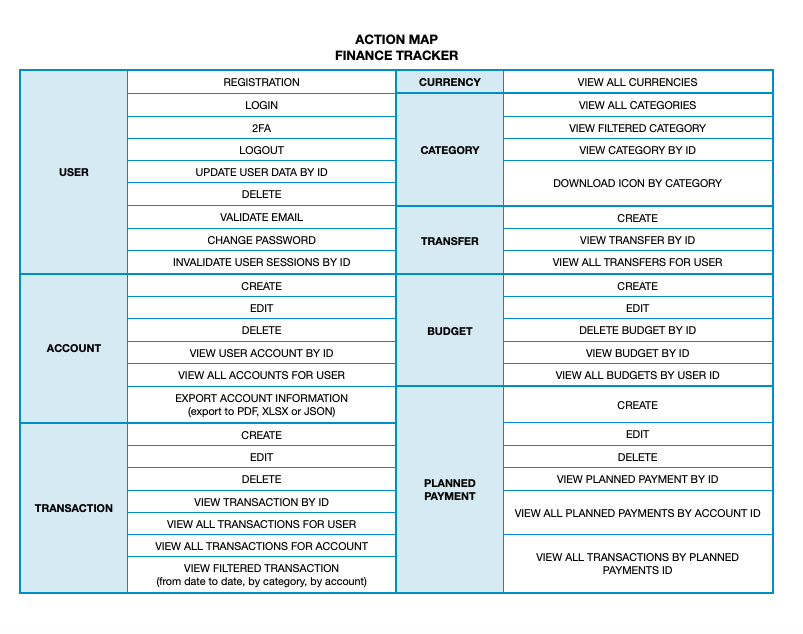 ACTION MAP
FINANCE TRACKER
USER
REGISTRATION
LOGIN
2FA
LOGOUT
UPDATE USER DATA BY ID
DELETE
VALIDATE EMAIL
CHANGE PASSWORD
INVALIDATE USER SESSIONS BY ID
ACCOUNT
CREATE
EDIT
DELETE
VIEW USER ACCOUNT BY ID
VIEW ALL ACCOUNTS FOR USER
EXPORT ACCOUNT INFORMATION
(export to PDF, XLSX or JSON)
TRANSACTION
CREATE
EDIT
DELETE
VIEW TRANSACTION BY ID
VIEW ALL TRANSACTIONS FOR USER
VIEW ALL TRANSACTIONS FOR ACCOUNT
VIEW FILTERED TRANSACTION
(from date to date, by category, by account)
CURRENCY
VIEW ALL CURRENCIES
CATEGORY
VIEW ALL CATEGORIES
VIEW FILTERED CATEGORY
VIEW CATEGORY BY ID
DOWNLOAD ICON BY CATEGORY
TRANSFER
CREATE
VIEW TRANSFER BY ID
VIEW ALL TRANSFERS FOR USER
BUDGET
CREATE
EDIT
DELETE BUDGET BY ID
VIEW BUDGET BY ID
VIEW ALL BUDGETS BY USER ID
PLANNED
PAYMENT
CREATE
EDIT
DELETE
VIEW PLANNED PAYMENT BY ID
VIEW ALL PLANNED PAYMENTS BY ACCOUNT ID
VIEW ALL TRANSACTIONS BY PLANNED
PAYMENTS ID